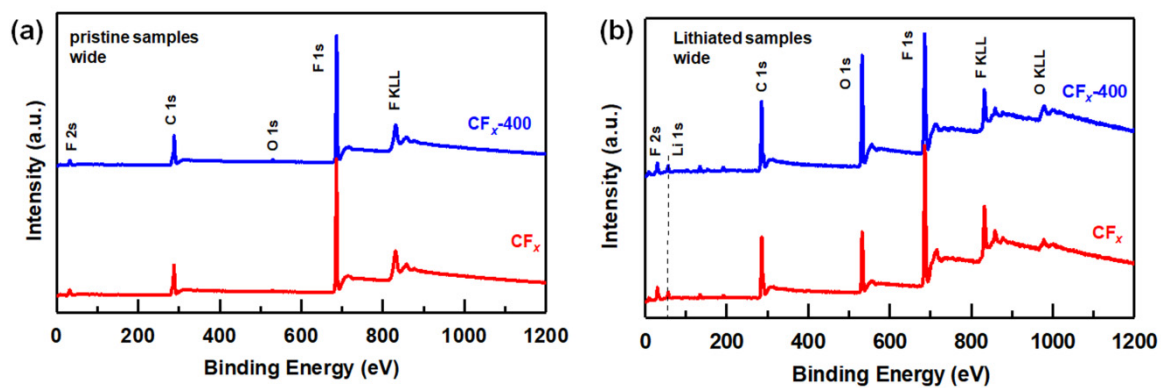 (a)
pristine samples
wide
F 2s
C 1s
O 1s
F 1s
F KLL
CFx-400
CFx
Intensity (a.u.)
0 200 400 600 800 1000 1200
Binding Energy (eV)
(b)
Lithiated samples
wide
F 2s
Li 1s
C 1s
O 1s
F 1s
F KLL
O KLL
CFx-400
CFx
Intensity (a.u.)
0 200 400 600 800 1000 1200
Binding Energy (eV)